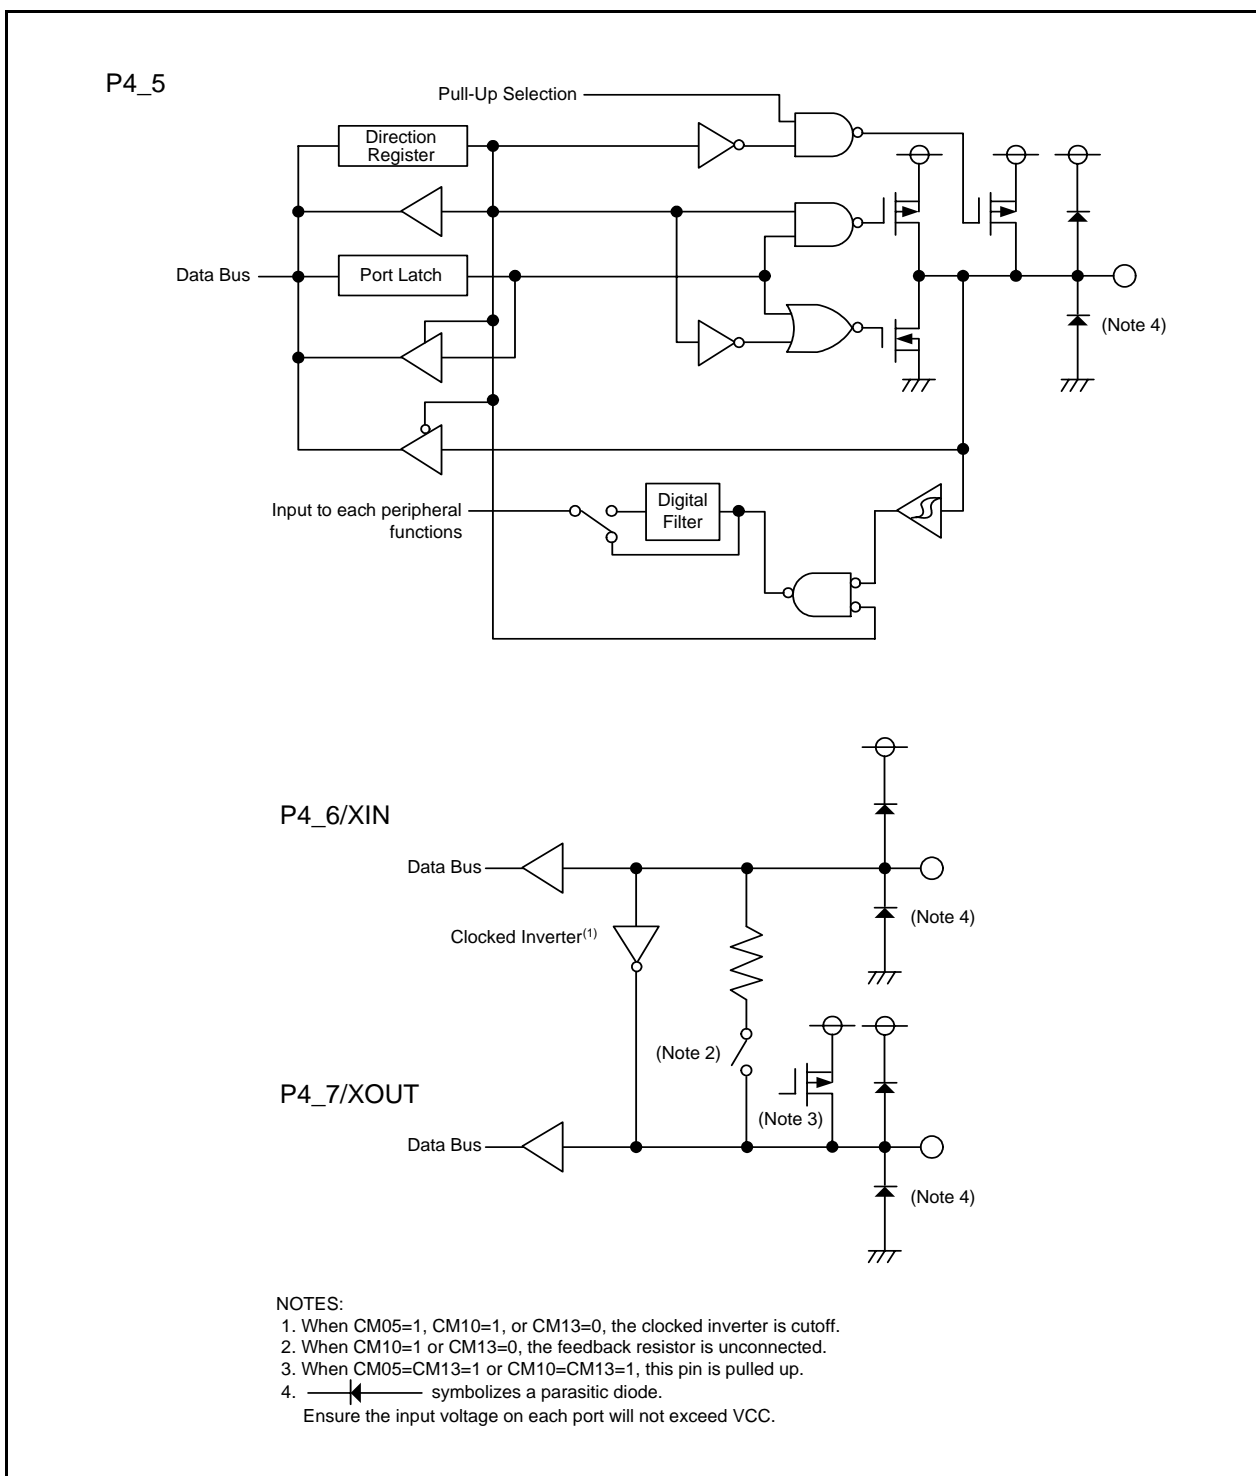 P4_5
Pull-Up Selection
Direction
Register
Data Bus
Port Latch
(Note 4)
Input to each peripheral
functions
Digital
Filter
P4_6/XIN
Data Bus
(Note 4)
Clocked Inverter(1)
(Note 2)
P4_7/XOUT
(Note 3)
Data Bus
(Note 4)
NOTES:
1. When CM05=1, CM10=1, or CM13=0, the clocked inverter is cutoff.
2. When CM10=1 or CM13=0, the feedback resistor is unconnected.
3. When CM05=CM13=1 or CM10=CM13=1, this pin is pulled up.
4. symbolizes a parasitic diode.
Ensure the input voltage on each port will not exceed VCC.